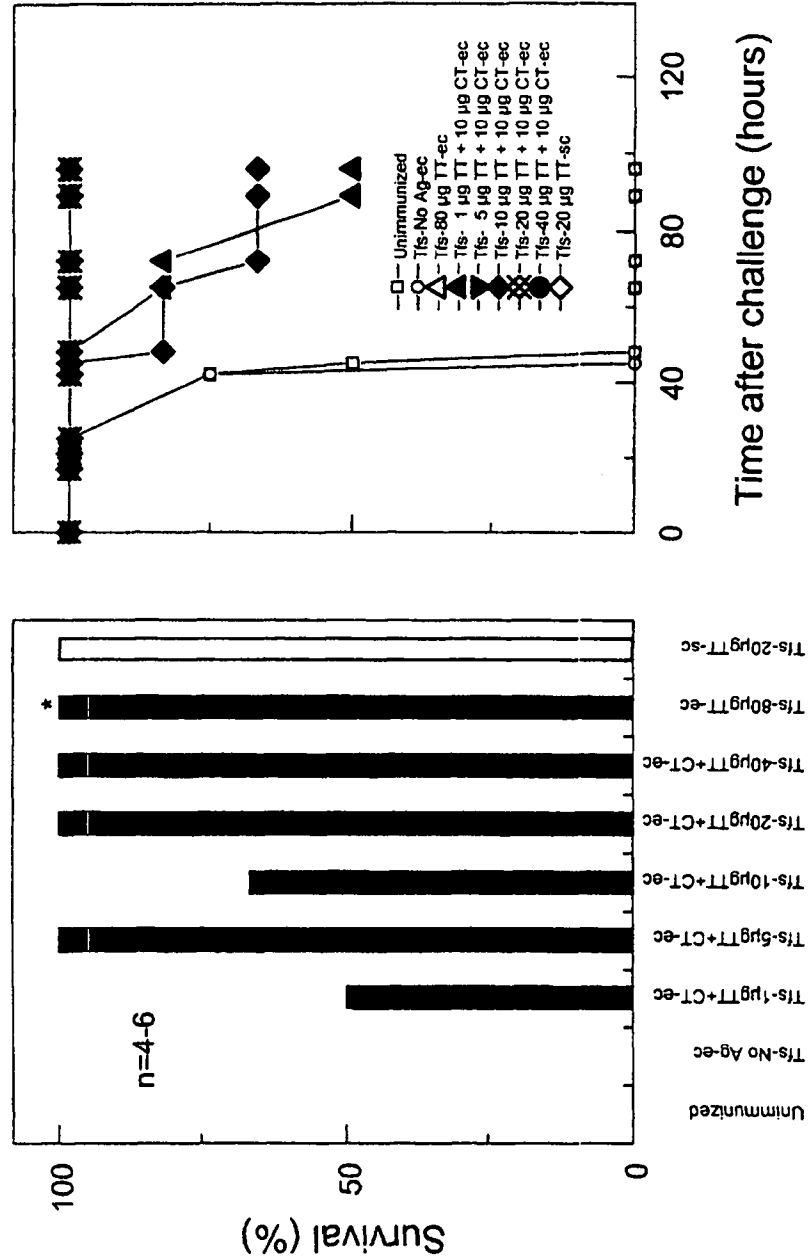 Survival (%)
100
50
0
n=4-6
*
Unimmunized
Tfs-No Ag-ec
Tfs-1µgTT+CT-ec
Tfs-5µgTT+CT-ec
Tfs-10µgTT+CT-ec
Tfs-20µgTT+CT-ec
Tfs-40µgTT+CT-ec
Tfs-80µgTT-ec
Tfs-20µgTT-sc
Unimmunized
Tfs-No Ag-ec
Tfs-80 µg TT-ec
Tfs- 1 µg TT + 10 µg CT-ec
Tfs- 5 µg TT + 10 µg CT-ec
Tfs-10 µg TT + 10 µg CT-ec
Tfs-20 µg TT + 10 µg CT-ec
Tfs-40 µg TT + 10 µg CT-ec
Tfs-20 µg TT-sc
0
40
80
120
Time after challenge (hours)